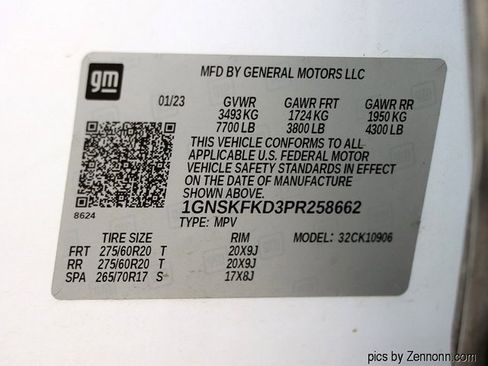 gm
MFD BY GENERAL MOTORS LLC
01/23 GVWR GAWR FRT GAWR RR
3493 KG 1724 KG 1950 KG
7700 LB 3800 LB 4300 LB
THIS VEHICLE CONFORMS TO ALL
APPLICABLE U.S. FEDERAL MOTOR
VEHICLE SAFETY STANDARDS IN EFFECT
ON THE DATE OF MANUFACTURE
SHOWN ABOVE.
8624
1GNSKFKD3PR258662
TYPE: MPV MODEL: 32CK10906
TIRE SIZE RIM
FRT 275/60R20 T 20X9J
RR 275/60R20 T 20X9J
SPA 265/70R17 S 17X8J
pics by Zennonn.com